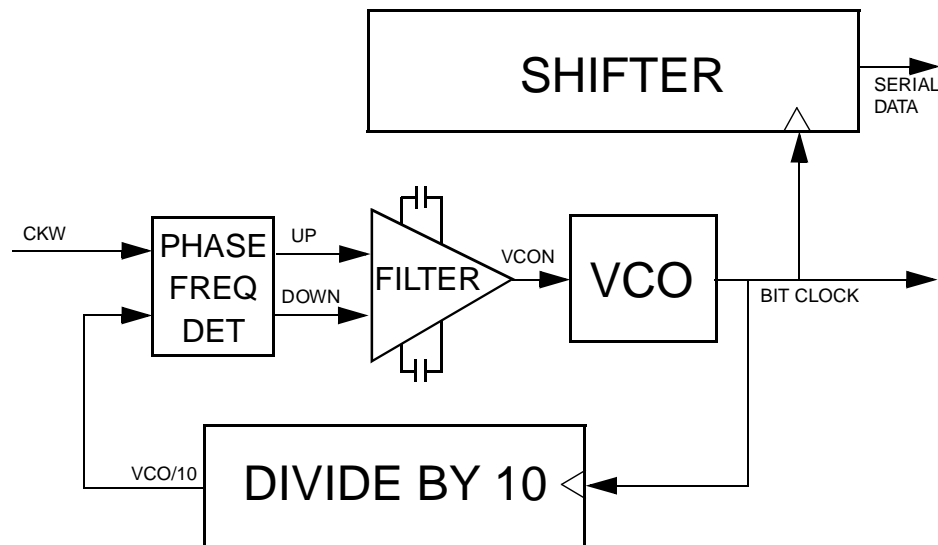 SHIFTER
SERIAL
DATA
CKW
PHASE
FREQ
DET
UP
DOWN
FILTER
VCON
VCO
BIT CLOCK
VCO/10
DIVIDE BY 10